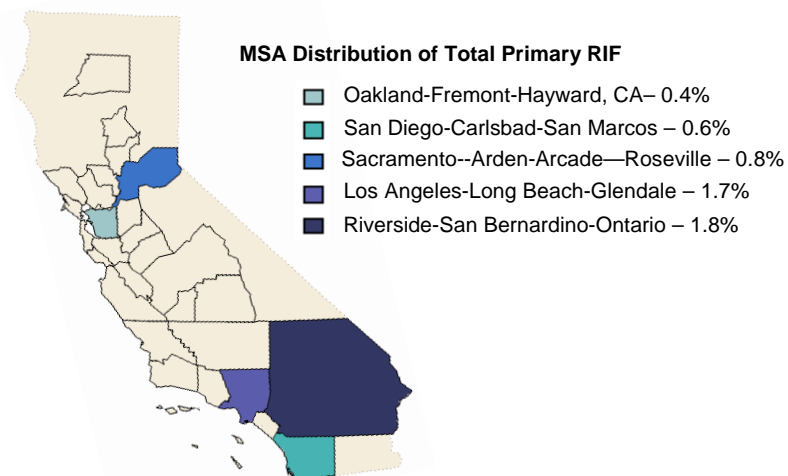 MSA Distribution of Total Primary RIF
Oakland-Fremont-Hayward, CA– 0.4%
San Diego-Carlsbad-San Marcos – 0.6%
Sacramento--Arden-Arcade—Roseville – 0.8%
Los Angeles-Long Beach-Glendale – 1.7%
Riverside-San Bernardino-Ontario – 1.8%